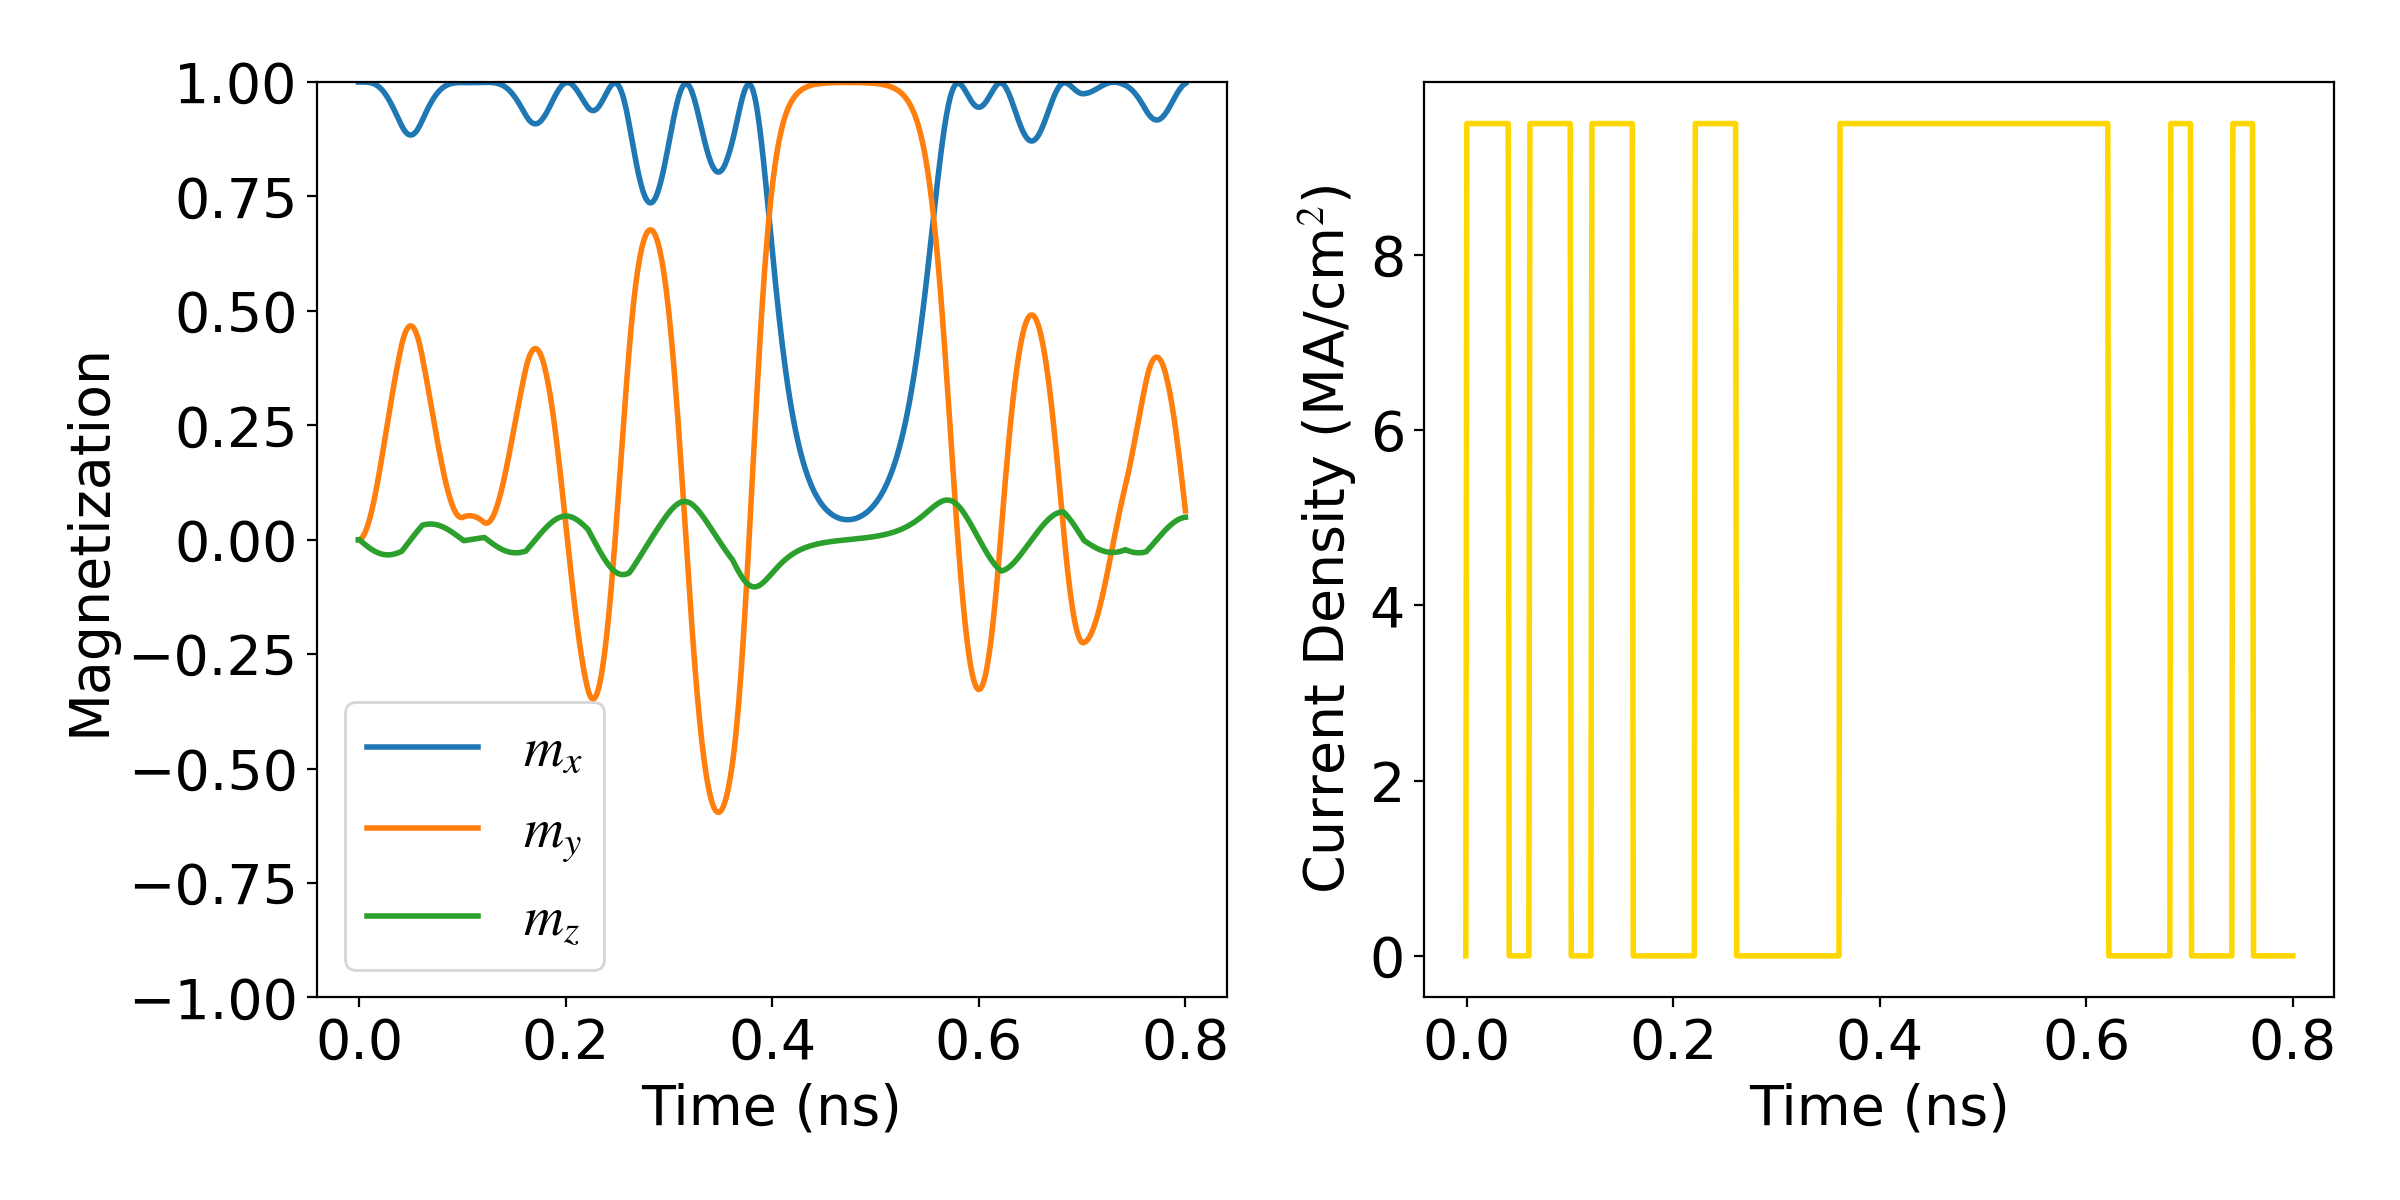 1.00
0.75
0.50
0.25
0.00
−0.25
−0.50
−0.75
−1.00
Magnetization
m_x
m_y
m_z
0.0 0.2 0.4 0.6 0.8
Time (ns)
8
6
4
2
0
Current Density (MA/cm²)
0.0 0.2 0.4 0.6 0.8
Time (ns)